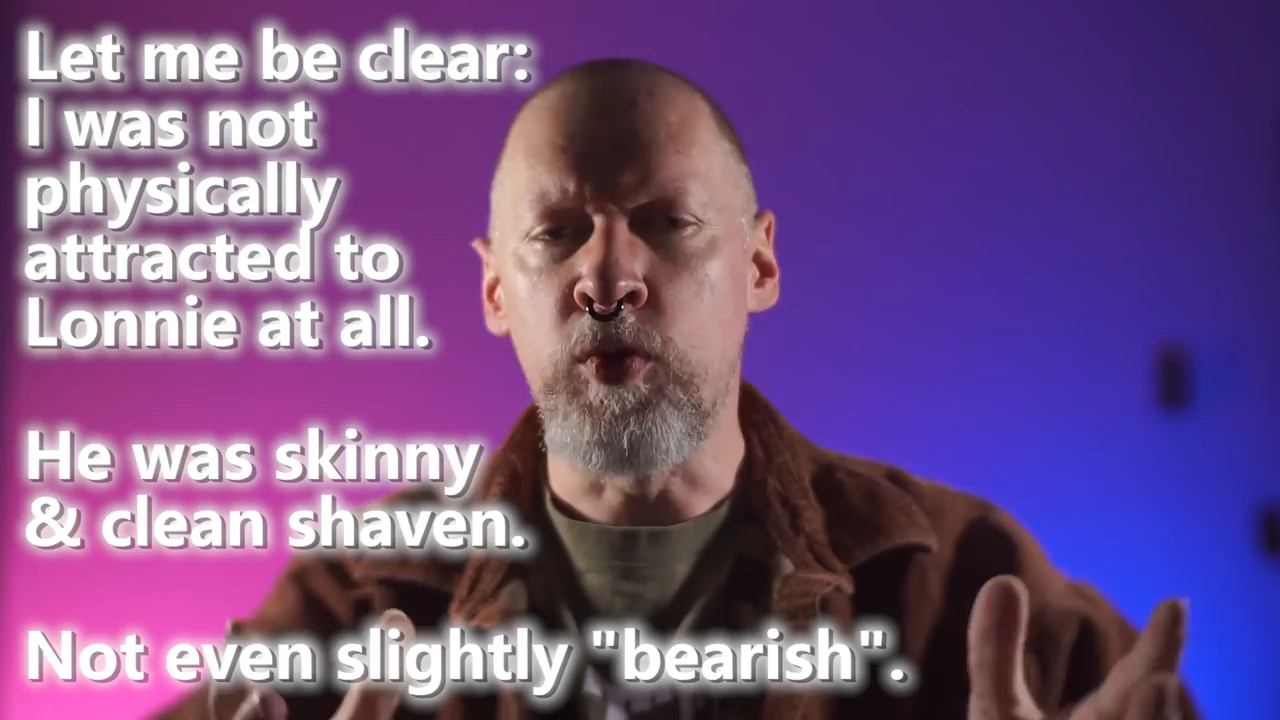 Let me be clear:
I was not
physically
attracted to
Lonnie at all.
He was skinny
& clean shaven.
Not even slightly "bearish".